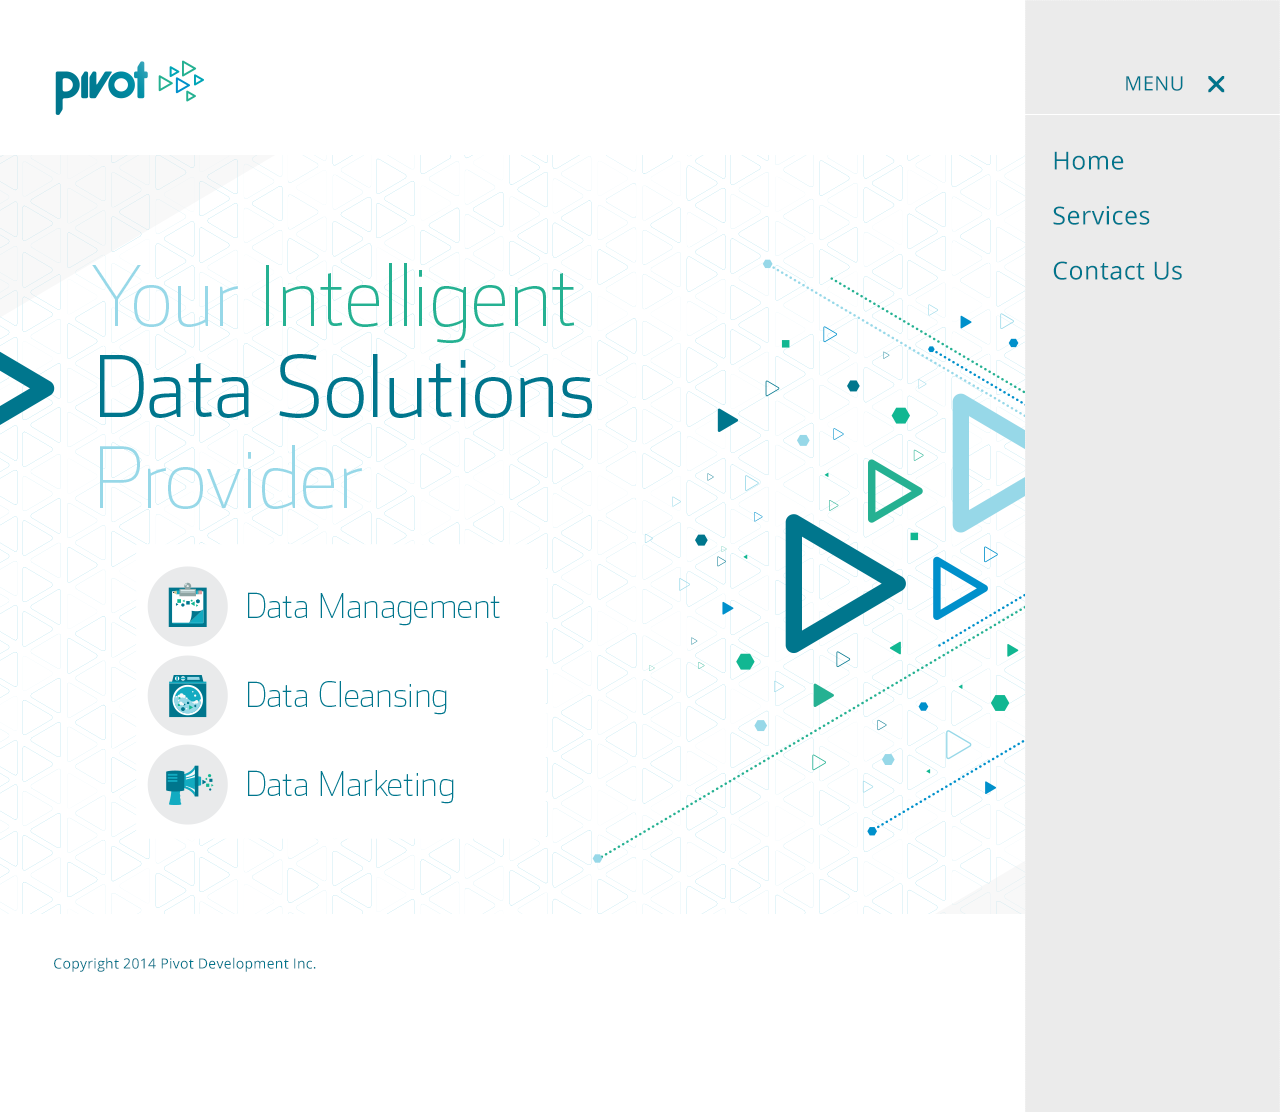 pivot
MENU
Home
Services
Contact Us
Your Intelligent
Data Solutions
Provider
Data Management
Data Cleansing
Data Marketing
Copyright 2014 Pivot Development Inc.